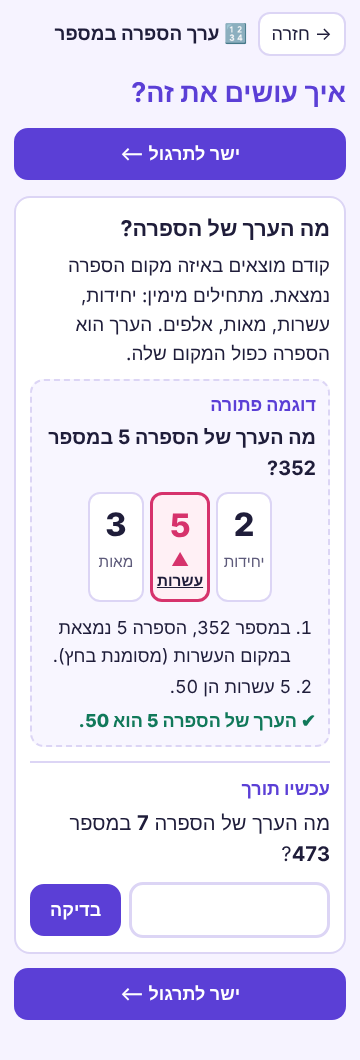 → חזרה
🔢 ערך הספרה במספר
איך עושים את זה?
ישר לתרגול ←
מה הערך של הספרה?
קודם מוצאים באיזה מקום הספרה
נמצאת. מתחילים מימין: יחידות,
עשרות, מאות, אלפים. הערך הוא
הספרה כפול המקום שלה.
דוגמה פתורה
מה הערך של הספרה 5 במספר
352?
3 5 2
▲
מאות עשרות יחידות
1. במספר 352, הספרה 5 נמצאת
במקום העשרות (מסומנת בחץ).
2. 5 עשרות הן 50.
✔ הערך של הספרה 5 הוא 50.
עכשיו תורך
מה הערך של הספרה 7 במספר
473?
בדיקה
ישר לתרגול ←